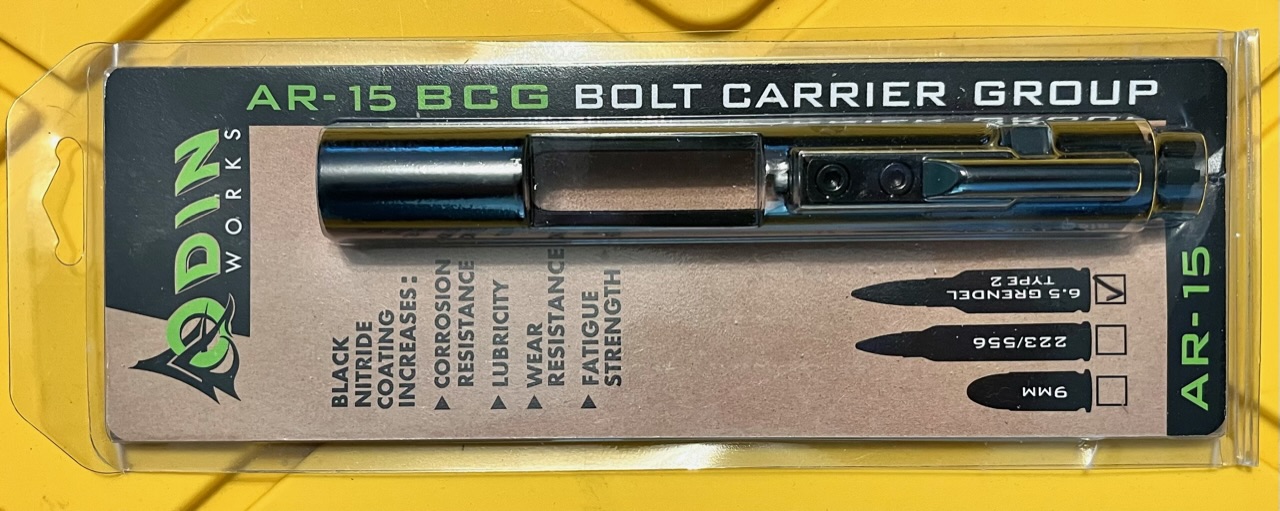 AR-15 BCG BOLT CARRIER GROUP
ODIN
WORKS
BLACK
NITRIDE
COATING
INCREASES:
▶ CORROSION
RESISTANCE
▶ LUBRICITY
▶ WEAR
RESISTANCE
▶ FATIGUE
STRENGTH
6.5 GRENDEL
TYPE 2
223/556
9MM
AR-15